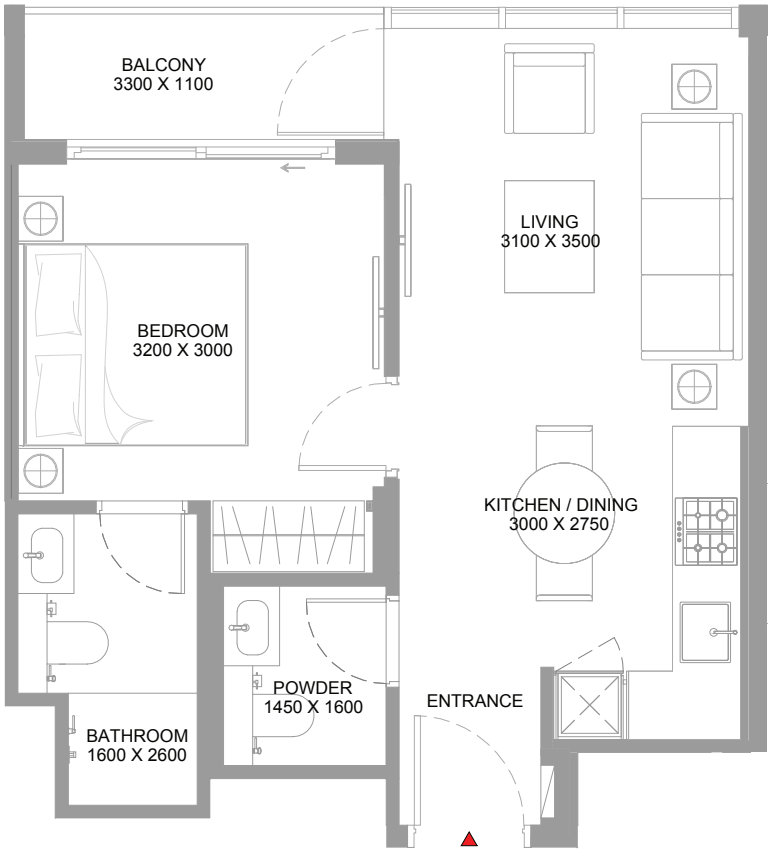 BALCONY
3300 X 1100
LIVING
3100 X 3500
BEDROOM
3200 X 3000
KITCHEN / DINING
3000 X 2750
POWDER
1450 X 1600
ENTRANCE
BATHROOM
1600 X 2600